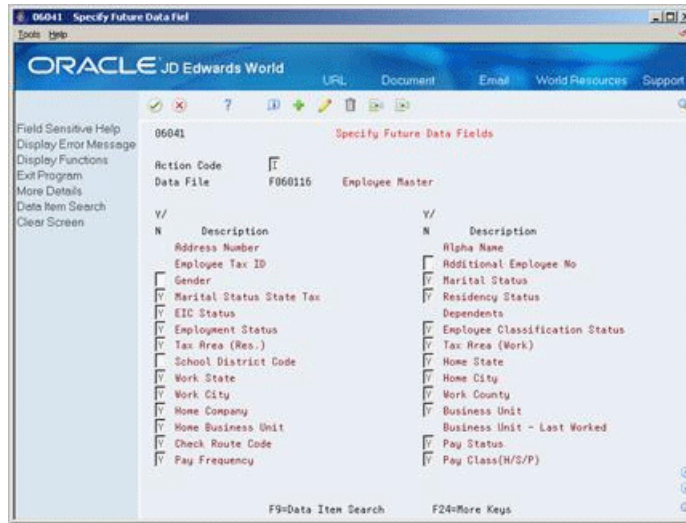 06041 Specify Future Data Fiel
Tools Help
ORACLE JD Edwards World
URL Document Email World Resources Support
Field Sensitive Help
Display Error Message
Display Functions
Exit Program
More Details
Data Item Search
Clear Screen
06041 Specify Future Data Fields
Action Code I
Data File F060116 Employee Master
Y/ Y/
N Description N Description
Address Number Alpha Name
Employee Tax ID Additional Employee No
Gender Y Marital Status
Y Marital Status State Tax Y Residency Status
Y EIC Status Dependents
Y Employment Status Y Employee Classification Status
Y Tax Area (Res.) Y Tax Area (Work)
School District Code Y Home State
Y Work State Y Home City
Y Work City Y Work County
Y Home Company Y Business Unit
Y Home Business Unit Business Unit - Last Worked
Y Check Route Code Y Pay Status
Y Pay Frequency Y Pay Class(H/S/P)
F9=Data Item Search F24=More Keys